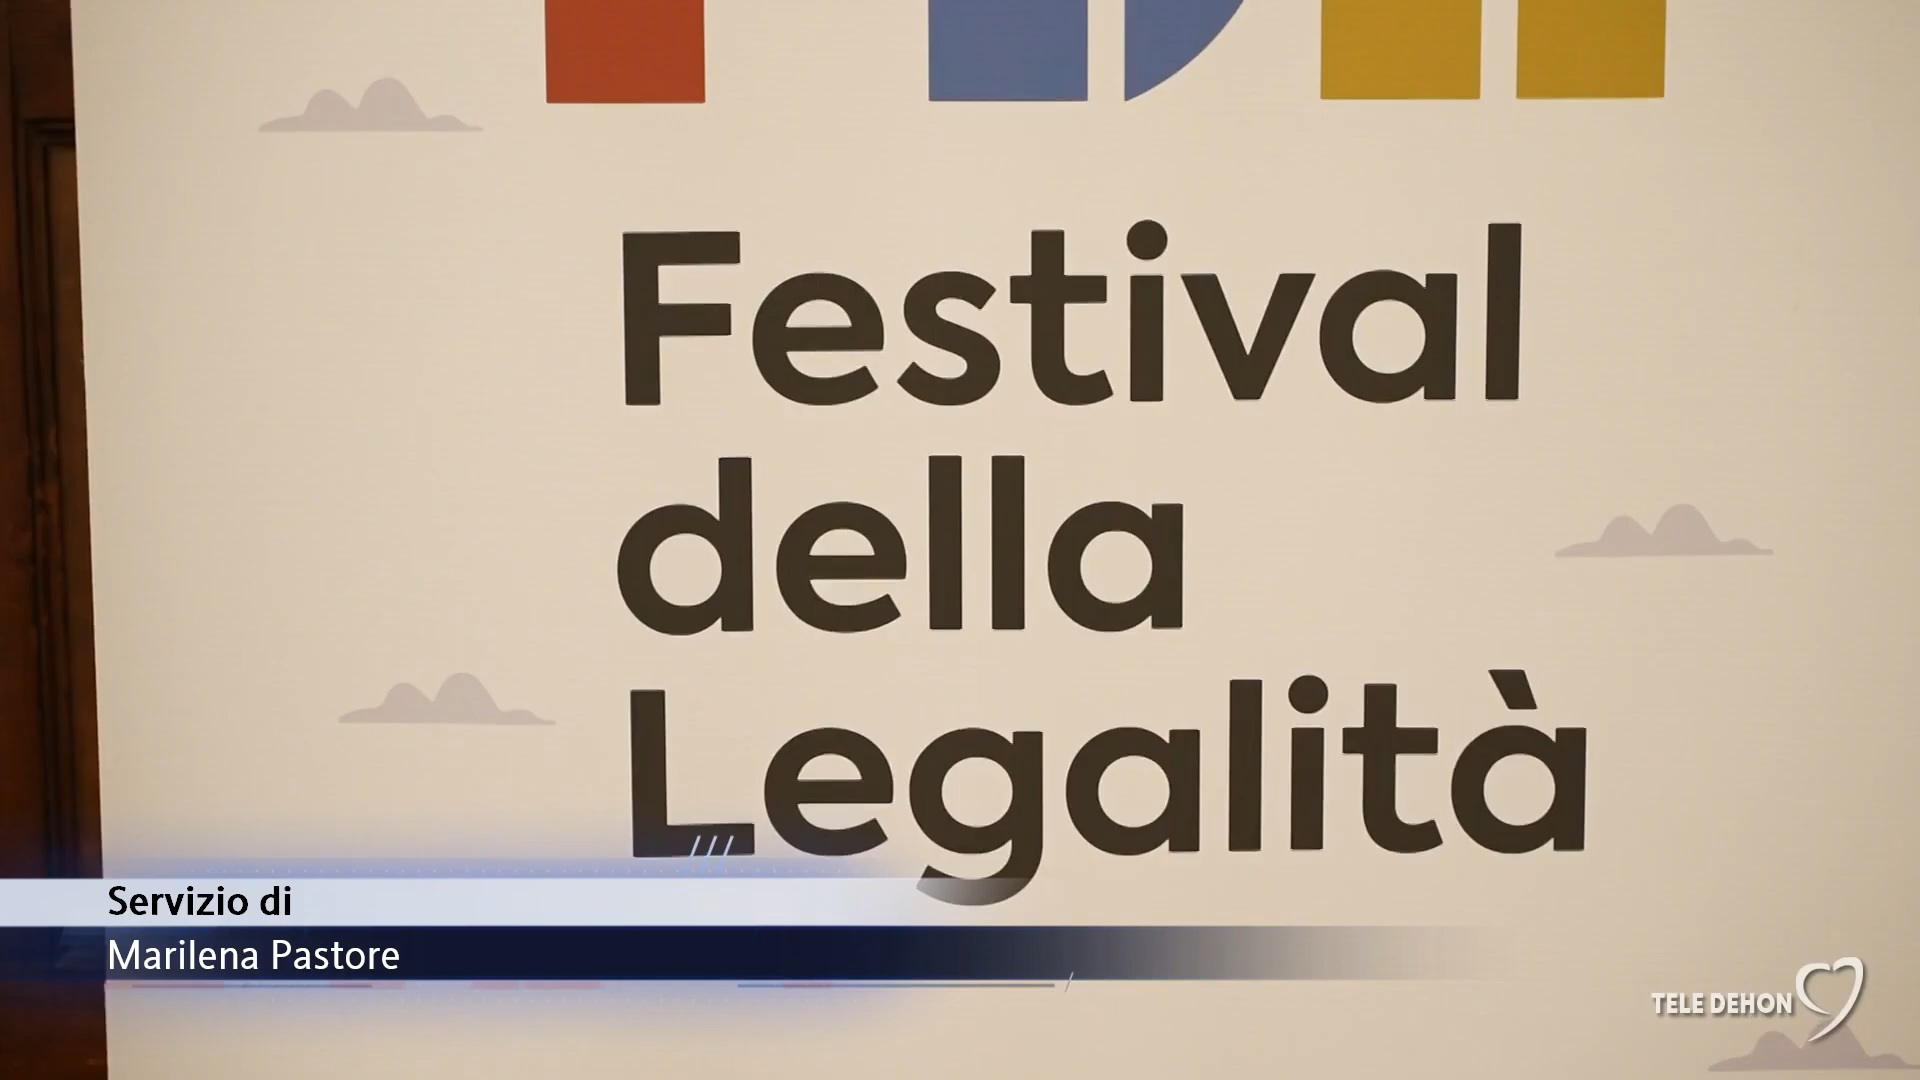 Festival
della
Legalità
Servizio di
Marilena Pastore
TELE DEHON